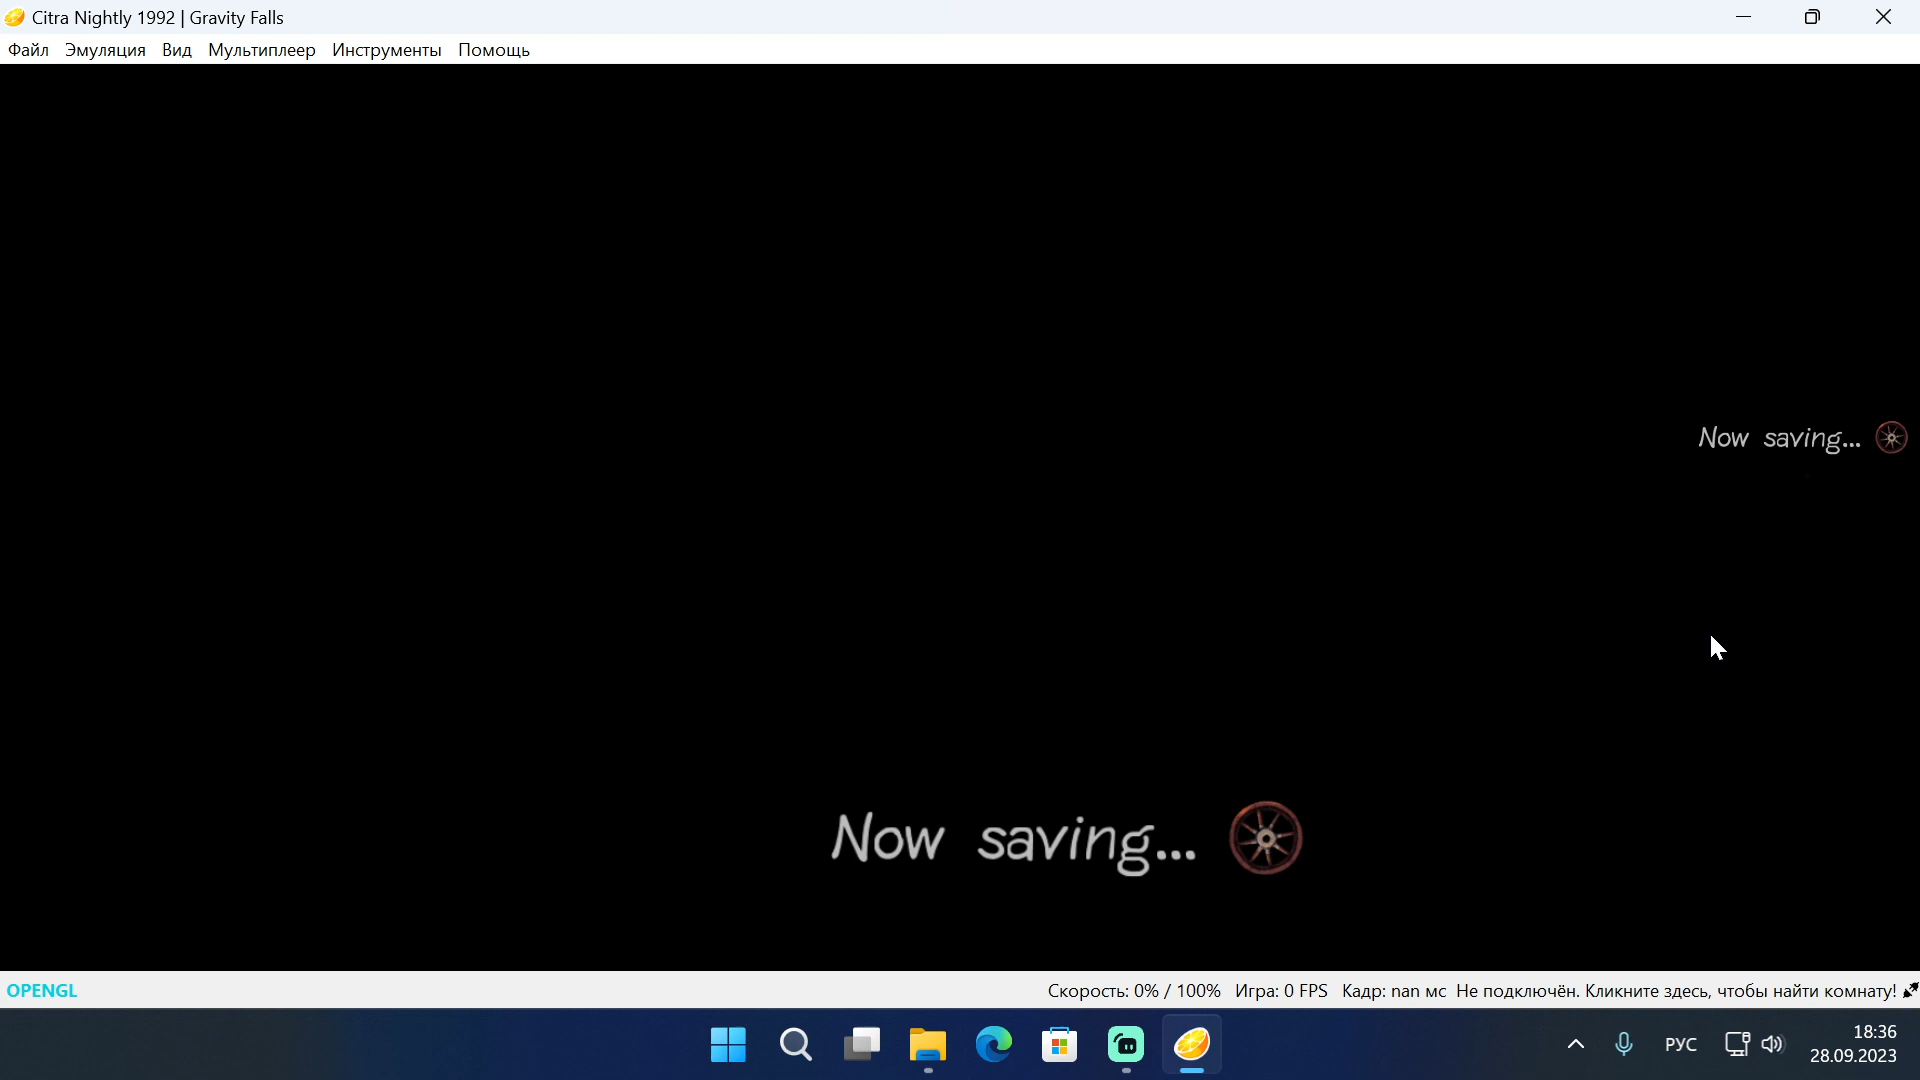 Citra Nightly 1992 | Gravity Falls
Файл Эмуляция Вид Мультиплеер Инструменты Помощь
Now saving...
Now saving...
OPENGL Скорость: 0% / 100% Игра: 0 FPS Кадр: nan мс Не подключён. Кликните здесь, чтобы найти комнату!
РУС 18:36
28.09.2023